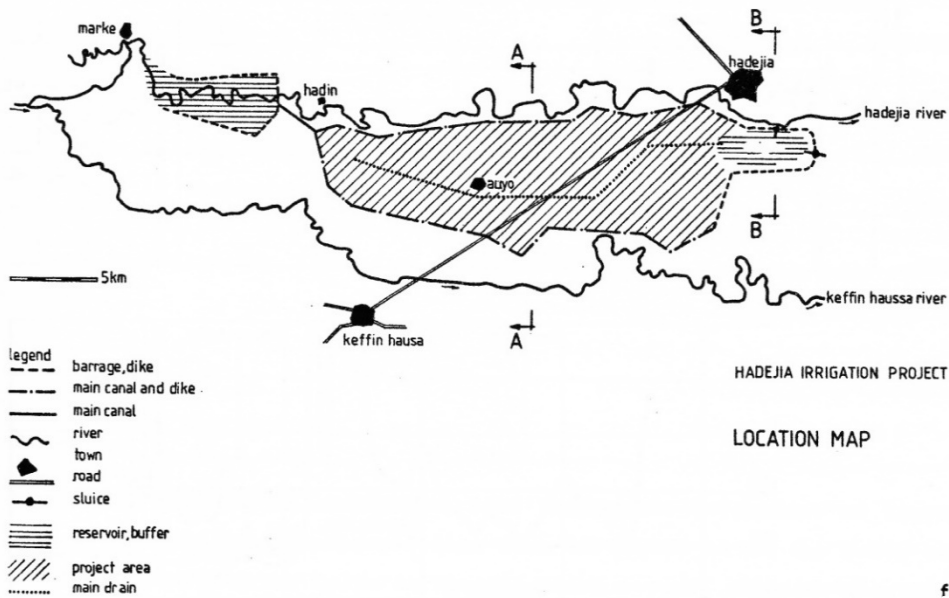 marke
hadin
A
B
hadejia
hadejia river
auyo
B
5km
keffin haussa river
A
keffin hausa
legend
barrage,dike
main canal and dike
main canal
river
town
road
sluice
reservoir,buffer
project area
main drain
HADEJIA IRRIGATION PROJECT
LOCATION MAP
f